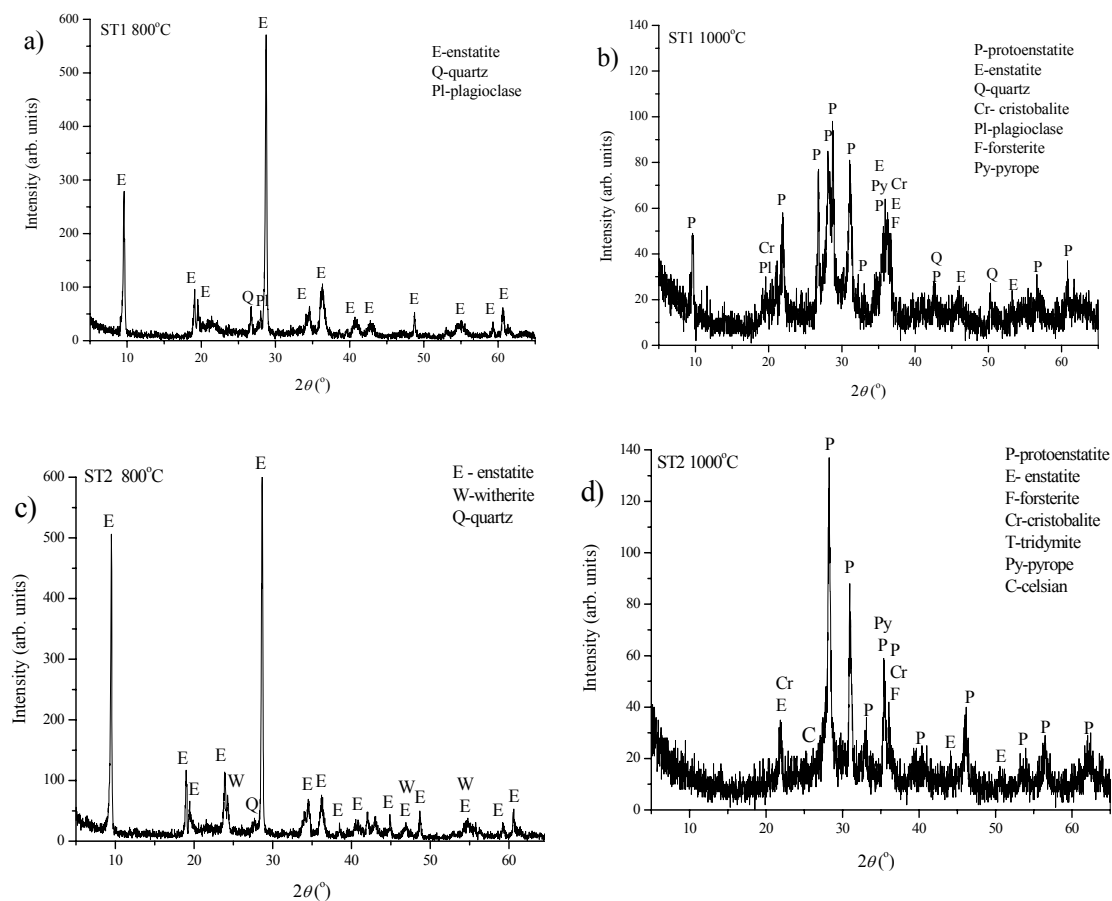 a)
ST1 800°C
E-enstatite
Q-quartz
Pl-plagioclase
Intensity (arb. units)
600
500
400
300
200
100
0
E
E
E
E
Q
Pl
E
E
E
E
E
E
E
E
10 20 30 40 50 60
2θ (°)
b)
ST1 1000°C
P-protoenstatite
E-enstatite
Q-quartz
Cr- cristobalite
Pl-plagioclase
F-forsterite
Py-pyrope
Intensity (arb. units)
140
120
100
80
60
40
20
0
P
Cr
Pl
P
P
P
P
P
P
E
Py
P
Cr
E
F
Q
P
E
Q
E
P
P
10 20 30 40 50 60
2θ (°)
c)
ST2 800°C
E - enstatite
W-witherite
Q-quartz
Intensity (arb. units)
600
500
400
300
200
100
0
E
E
E
E
W
Q
E
E
E
E
E
E
W
E
E
W
E
E
E
10 20 30 40 50 60
2θ (°)
d)
ST2 1000°C
P-protoenstatite
E- enstatite
F-forsterite
Cr-cristobalite
T-tridymite
Py-pyrope
C-celsian
Intensity (arb. units)
140
120
100
80
60
40
20
0
Cr
E
C
P
P
P
Py
P
P
Cr
F
P
E
P
E
P
P
P
10 20 30 40 50 60
2θ (°)